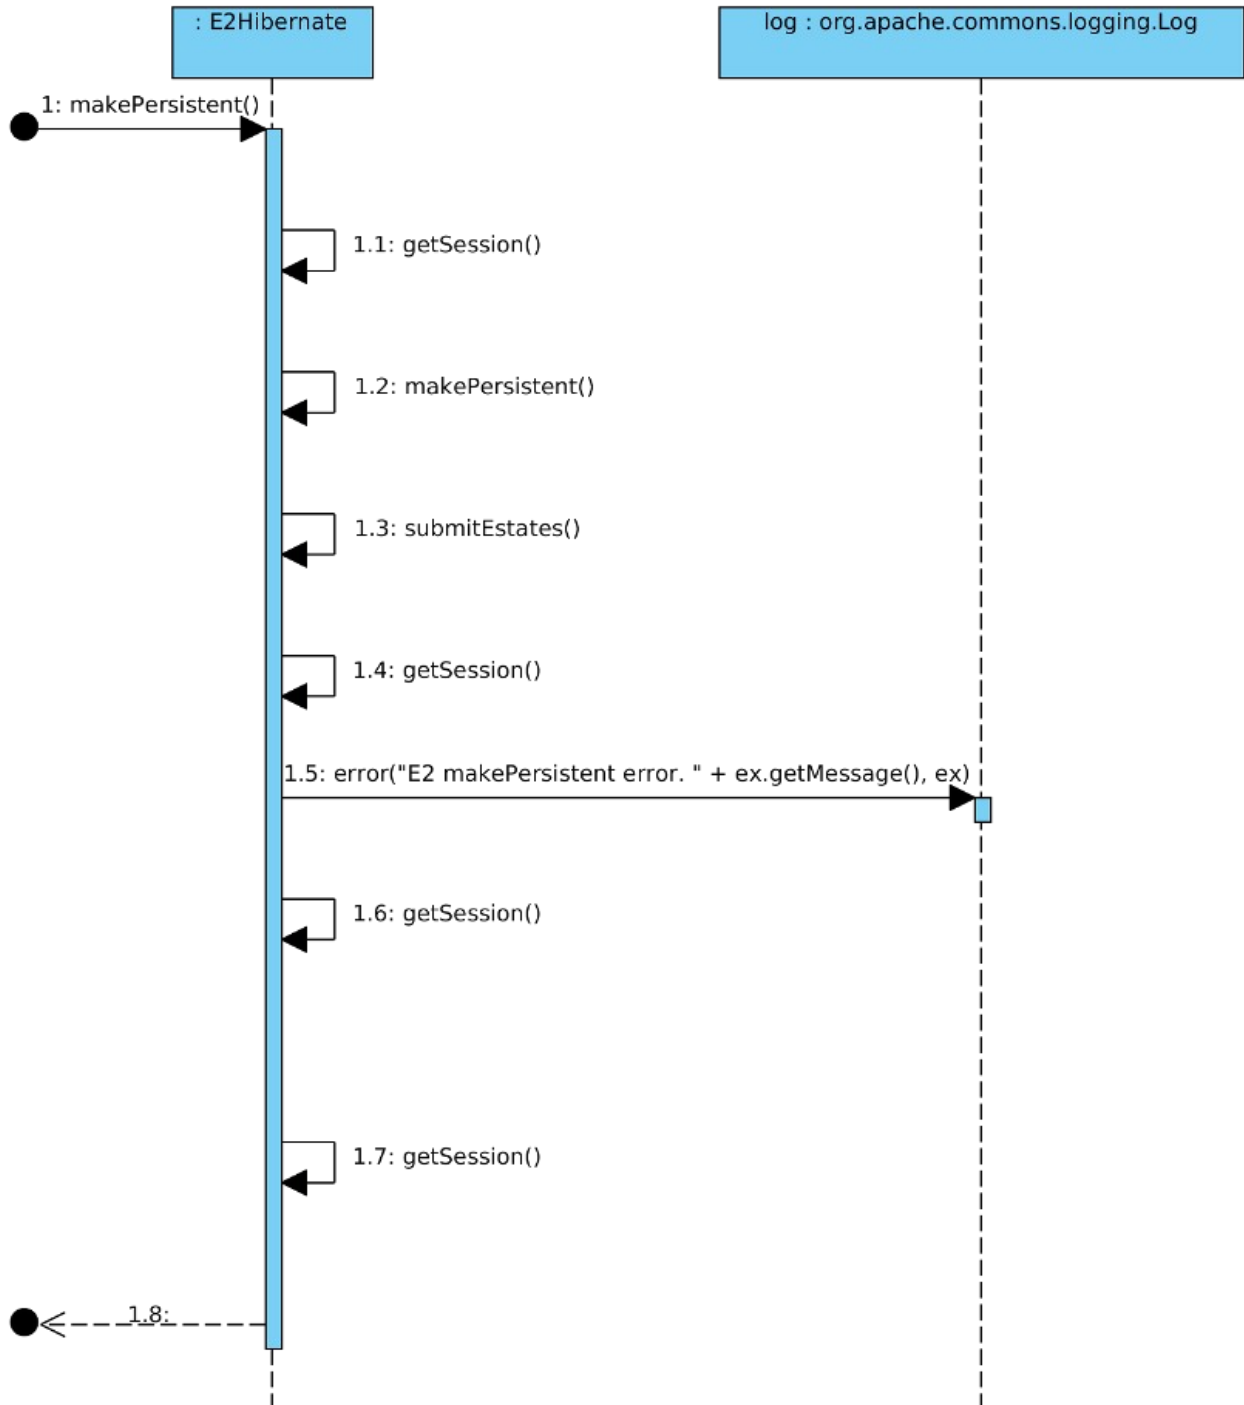 : E2Hibernate
log : org.apache.commons.logging.Log
1: makePersistent()
1.1: getSession()
1.2: makePersistent()
1.3: submitEstates()
1.4: getSession()
1.5: error("E2 makePersistent error. " + ex.getMessage(), ex)
1.6: getSession()
1.7: getSession()
1.8: